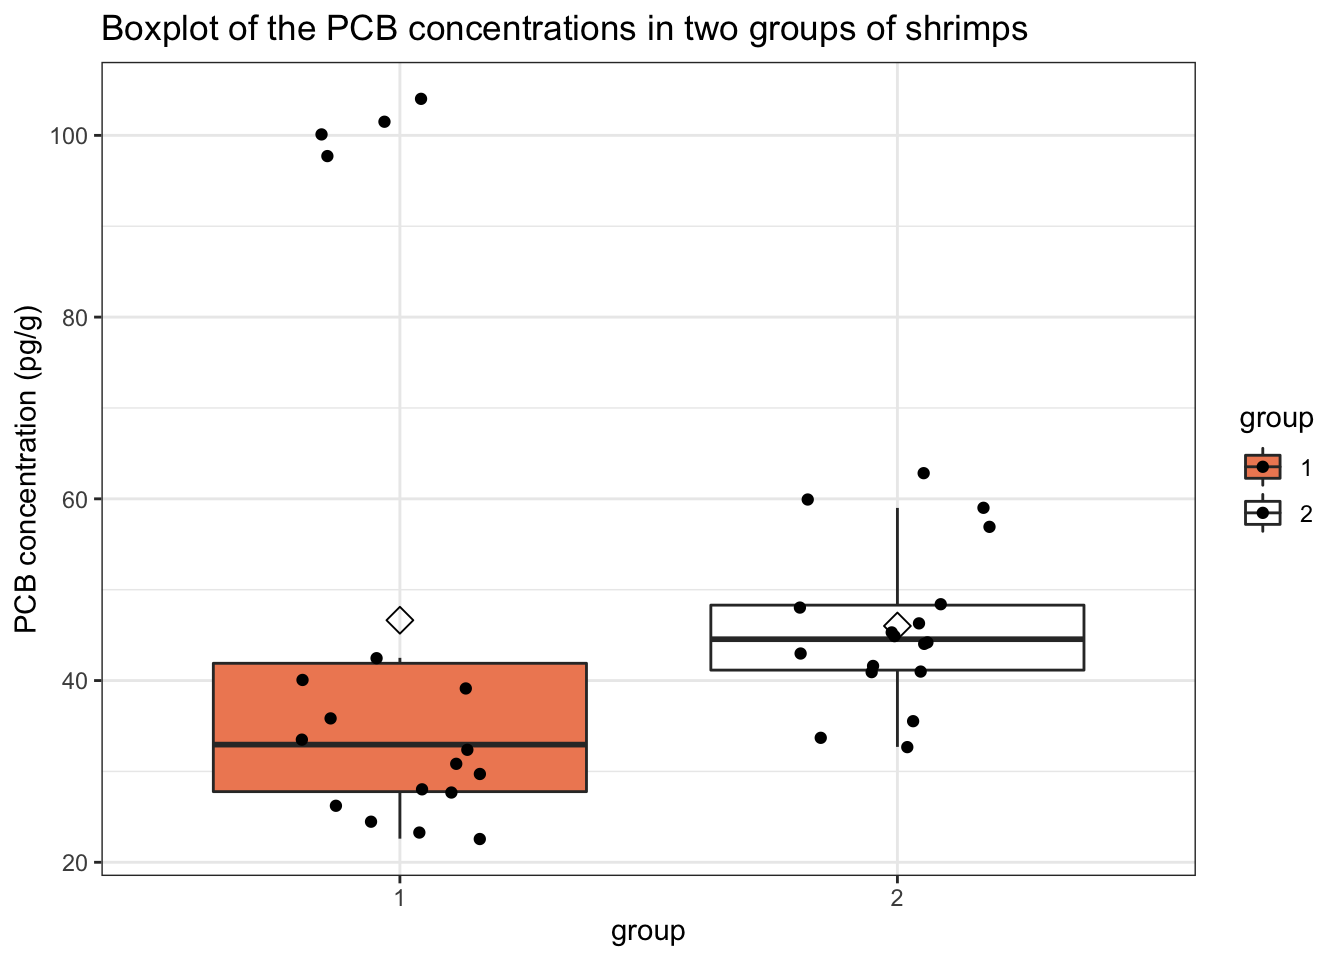 Boxplot of the PCB concentrations in two groups of shrimps
PCB concentration (pg/g)
100
80
60
40
20
1
2
group
group
1
2